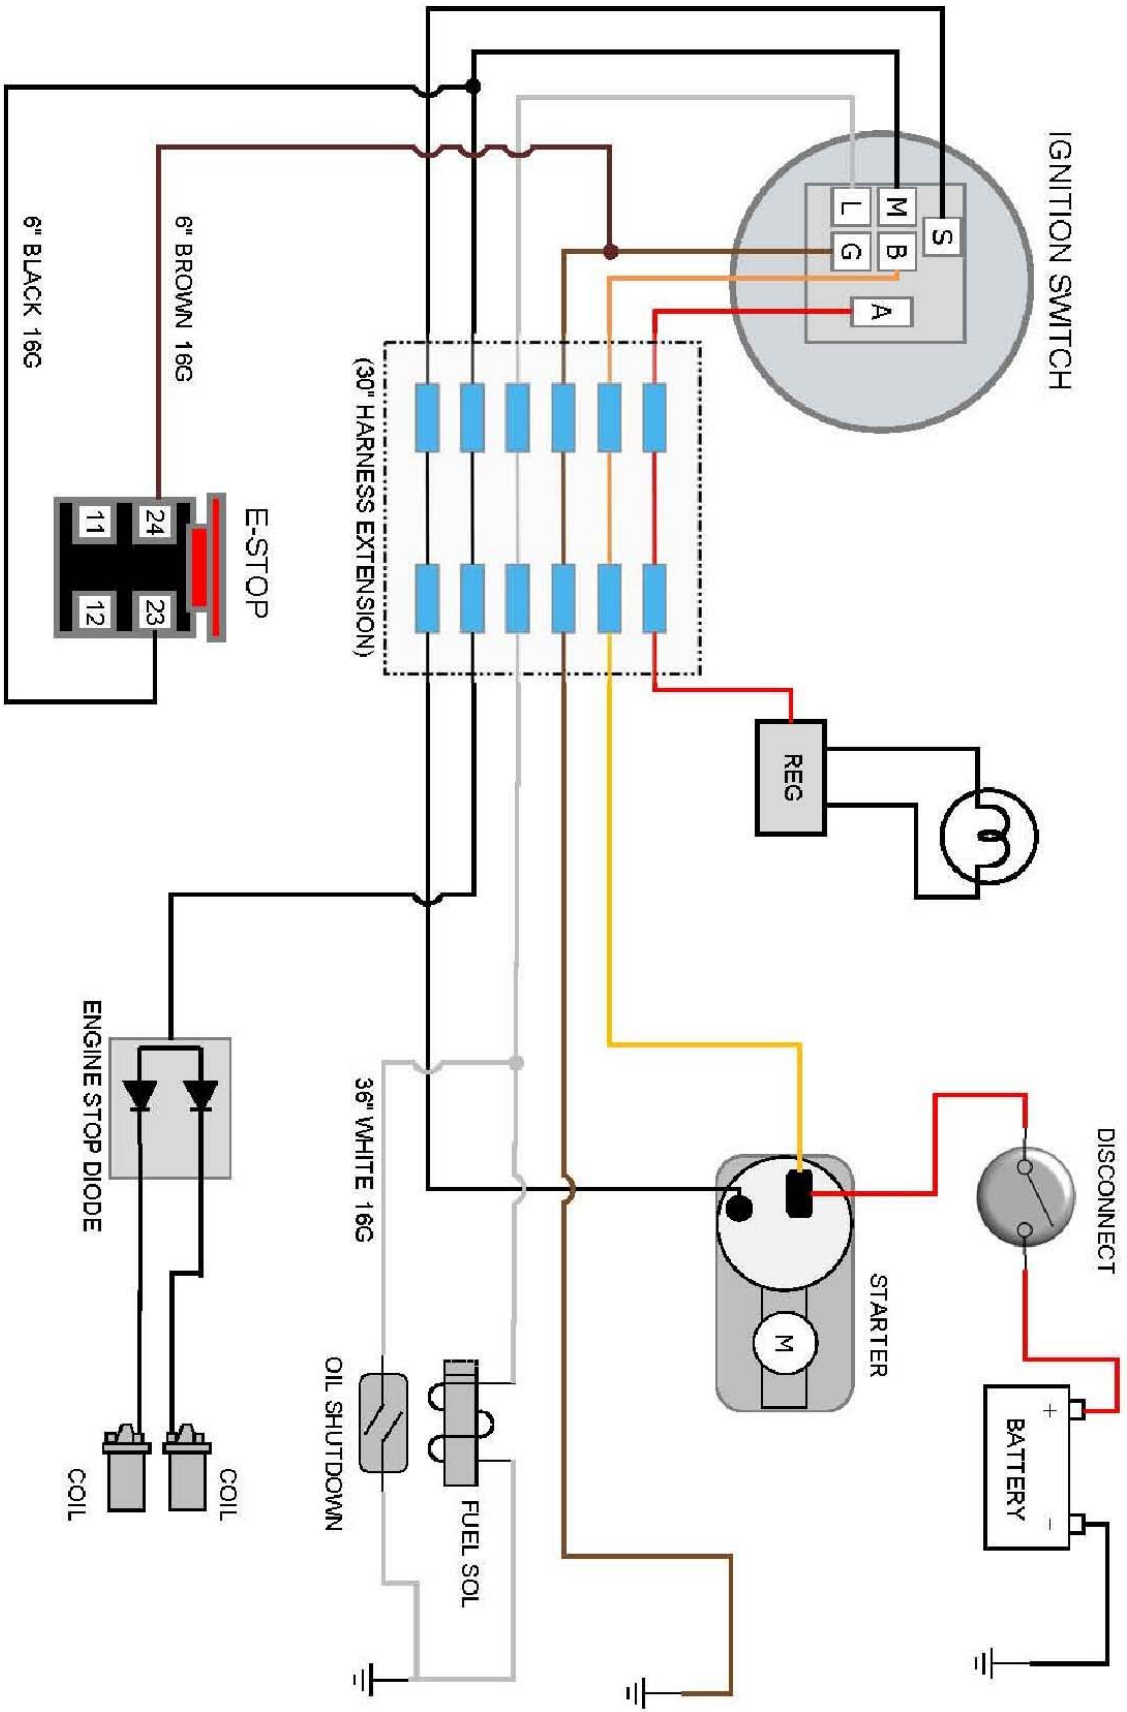 IGNITION SWITCH
S
M
B
L
G
A
(30" HARNESS EXTENSION)
E-STOP
24
23
11
12
6" BROWN 16G
6" BLACK 16G
REG
DISCONNECT
STARTER
M
BATTERY
+
-
36" WHITE 16G
FUEL SOL
OIL SHUTDOWN
ENGINE STOP DIODE
COIL
COIL